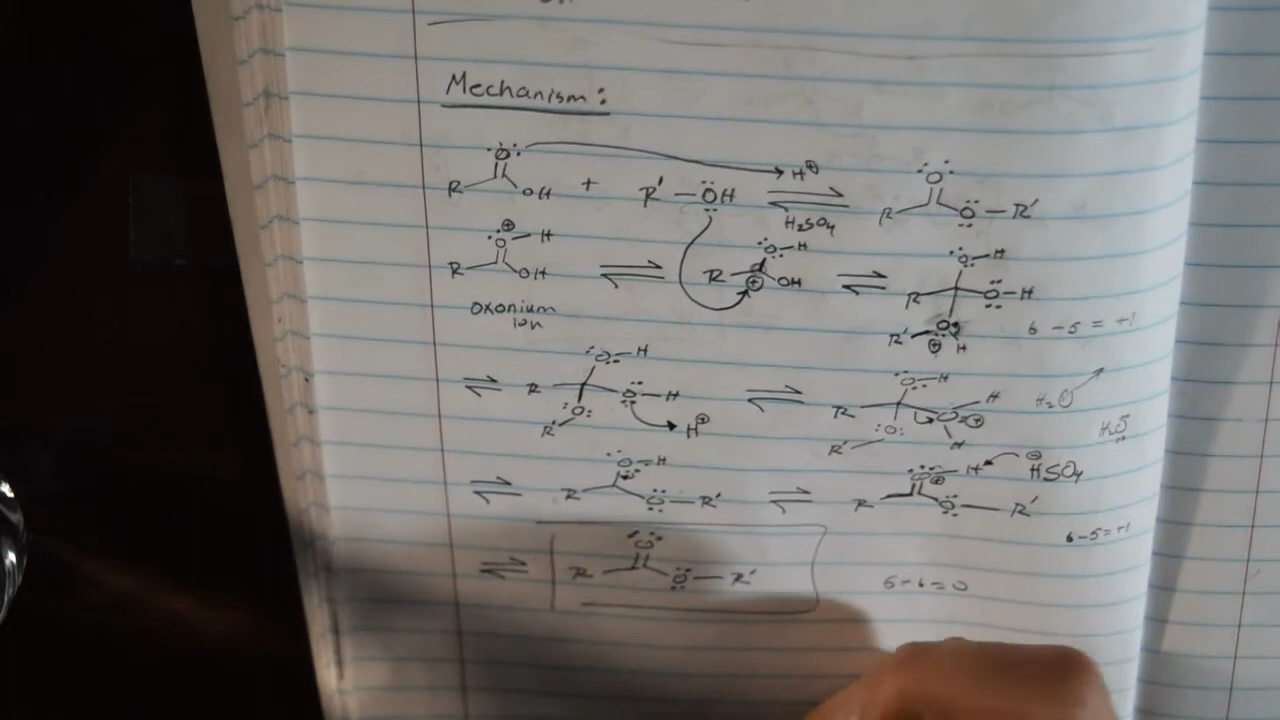 Mechanism:
O H⊕
R OH + R' — OH ⇌ O
H₂SO₄ R O — R'
⊕
O — H O — H O — H
R OH ⇌ R ⊕ OH ⇌ R O — H
oxonium R' O ⊕ H 6 - 5 = +1
ion
O — H O — H
⇌ R O — H ⇌ R O ⊕ H H₂O
O R' H⊕ O R' H H₂O
O — H O ⊕ — H ⊖ HSO₄
⇌ R O — R' ⇌ R O — R'
6-5=+1
O
⇌ R O — R' 6-6=0